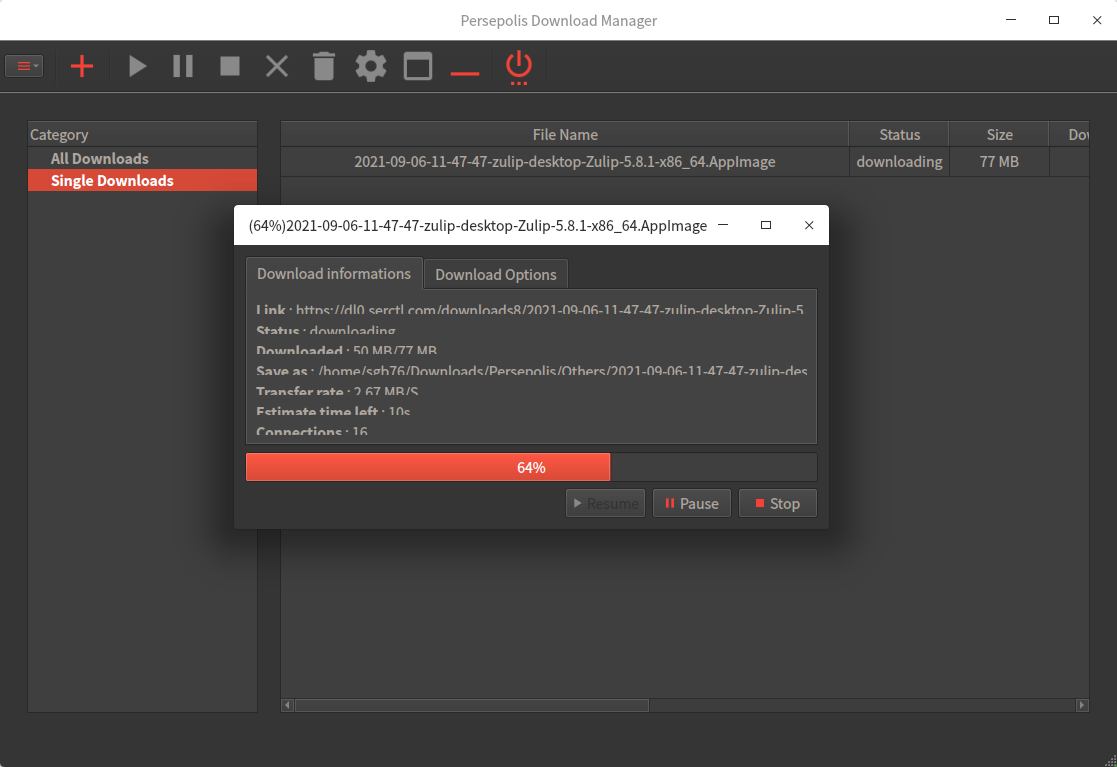 Persepolis Download Manager
Category
All Downloads
Single Downloads
File Name Status Size Dov
2021-09-06-11-47-47-zulip-desktop-Zulip-5.8.1-x86_64.AppImage downloading 77 MB
(64%)2021-09-06-11-47-47-zulip-desktop-Zulip-5.8.1-x86_64.AppImage
Download informations Download Options
Link : https://dl0.serctl.com/downloads8/2021-09-06-11-47-47-zulip-desktop-Zulip-5
Status : downloading
Downloaded : 50 MB/77 MB
Save as : /home/sgb76/Downloads/Persepolis/Others/2021-09-06-11-47-47-zulip-des
Transfer rate : 2.67 MB/S
Estimate time left : 10s
Connections : 16
64%
Resume Pause Stop